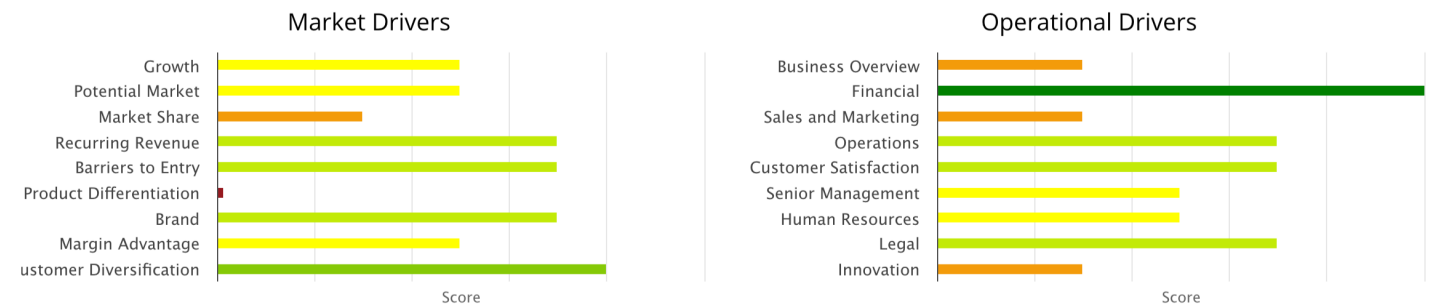 Market Drivers
Growth
Potential Market
Market Share
Recurring Revenue
Barriers to Entry
Product Differentiation
Brand
Margin Advantage
ustomer Diversification
Score
Operational Drivers
Business Overview
Financial
Sales and Marketing
Operations
Customer Satisfaction
Senior Management
Human Resources
Legal
Innovation
Score